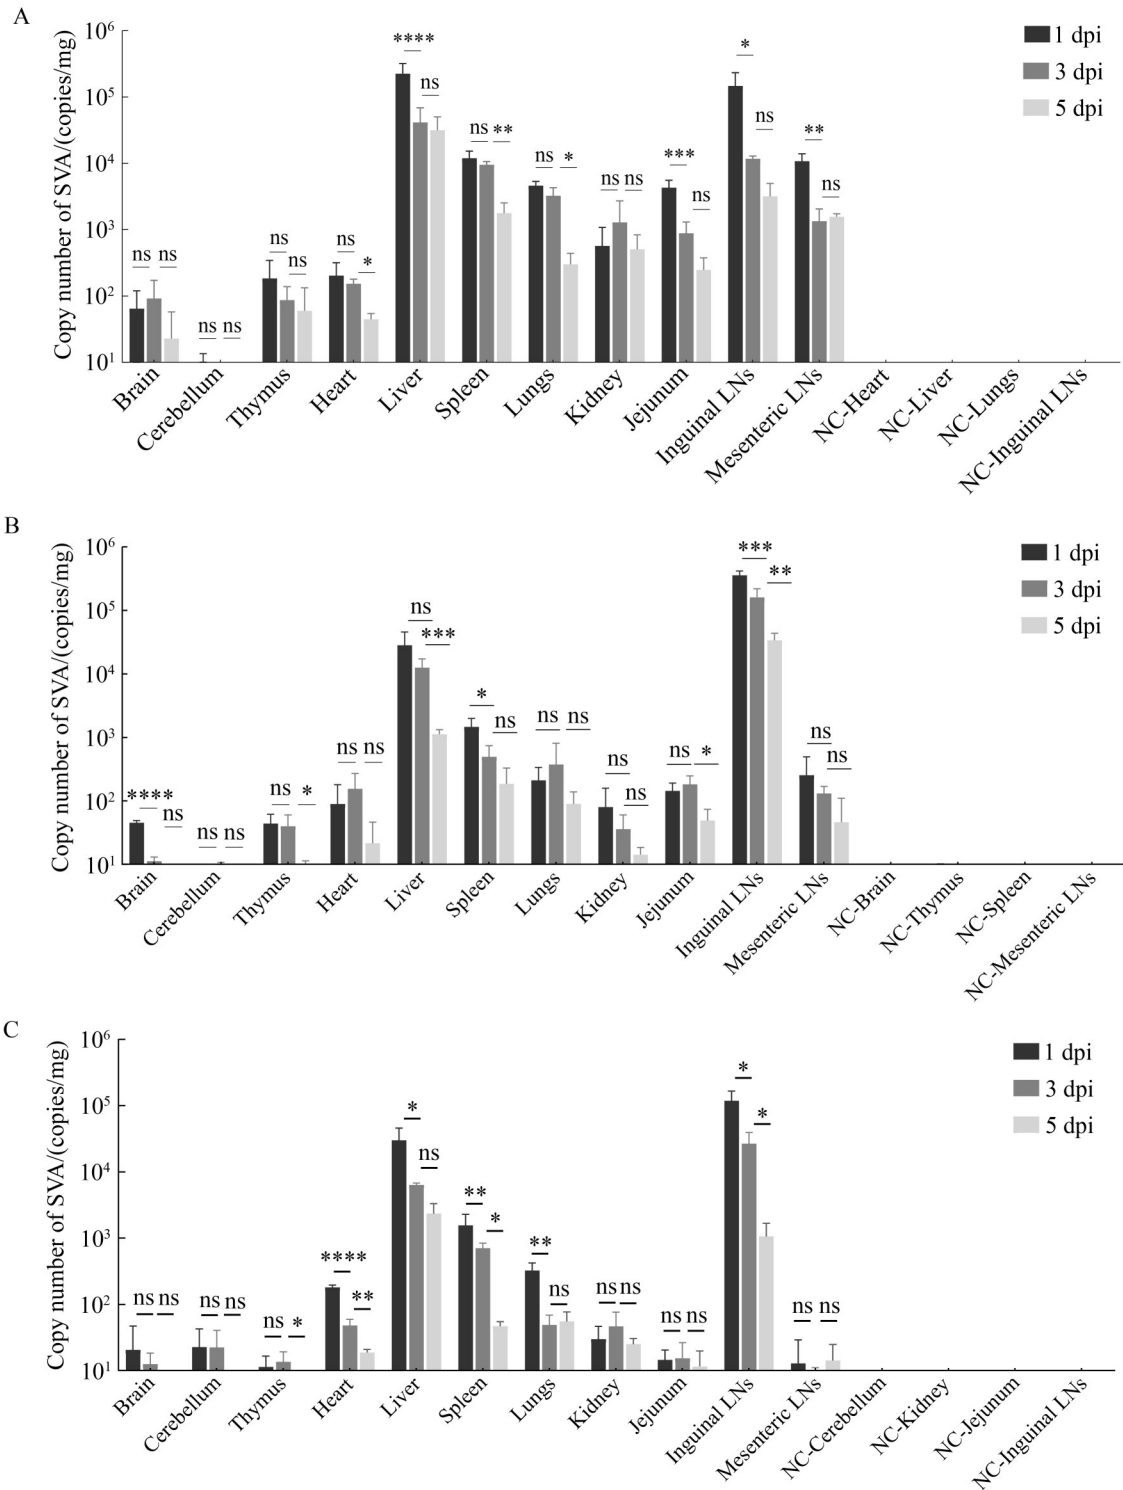 A
Copy number of SVA/(copies/mg)
10⁶
10⁵
10⁴
10³
10²
10¹
1 dpi
3 dpi
5 dpi
ns ns
ns ns
ns ns
ns *
**** ns
ns **
ns *
ns ns
*** ns
* ns
** ns
Brain
Cerebellum
Thymus
Heart
Liver
Spleen
Lungs
Kidney
Jejunum
Inguinal LNs
Mesenteric LNs
NC-Heart
NC-Liver
NC-Lungs
NC-Inguinal LNs
B
Copy number of SVA/(copies/mg)
10⁶
10⁵
10⁴
10³
10²
10¹
1 dpi
3 dpi
5 dpi
**** ns
ns ns
ns *
ns ns
ns ***
* ns
ns ns
ns ns
ns *
*** **
ns ns
Brain
Cerebellum
Thymus
Heart
Liver
Spleen
Lungs
Kidney
Jejunum
Inguinal LNs
Mesenteric LNs
NC-Brain
NC-Thymus
NC-Spleen
NC-Mesenteric LNs
C
Copy number of SVA/(copies/mg)
10⁶
10⁵
10⁴
10³
10²
10¹
1 dpi
3 dpi
5 dpi
ns ns
ns ns
ns *
**** **
* ns
** *
** ns
ns ns
ns ns
* *
ns ns
Brain
Cerebellum
Thymus
Heart
Liver
Spleen
Lungs
Kidney
Jejunum
Inguinal LNs
Mesenteric LNs
NC-Cerebellum
NC-Kidney
NC-Jejunum
NC-Inguinal LNs